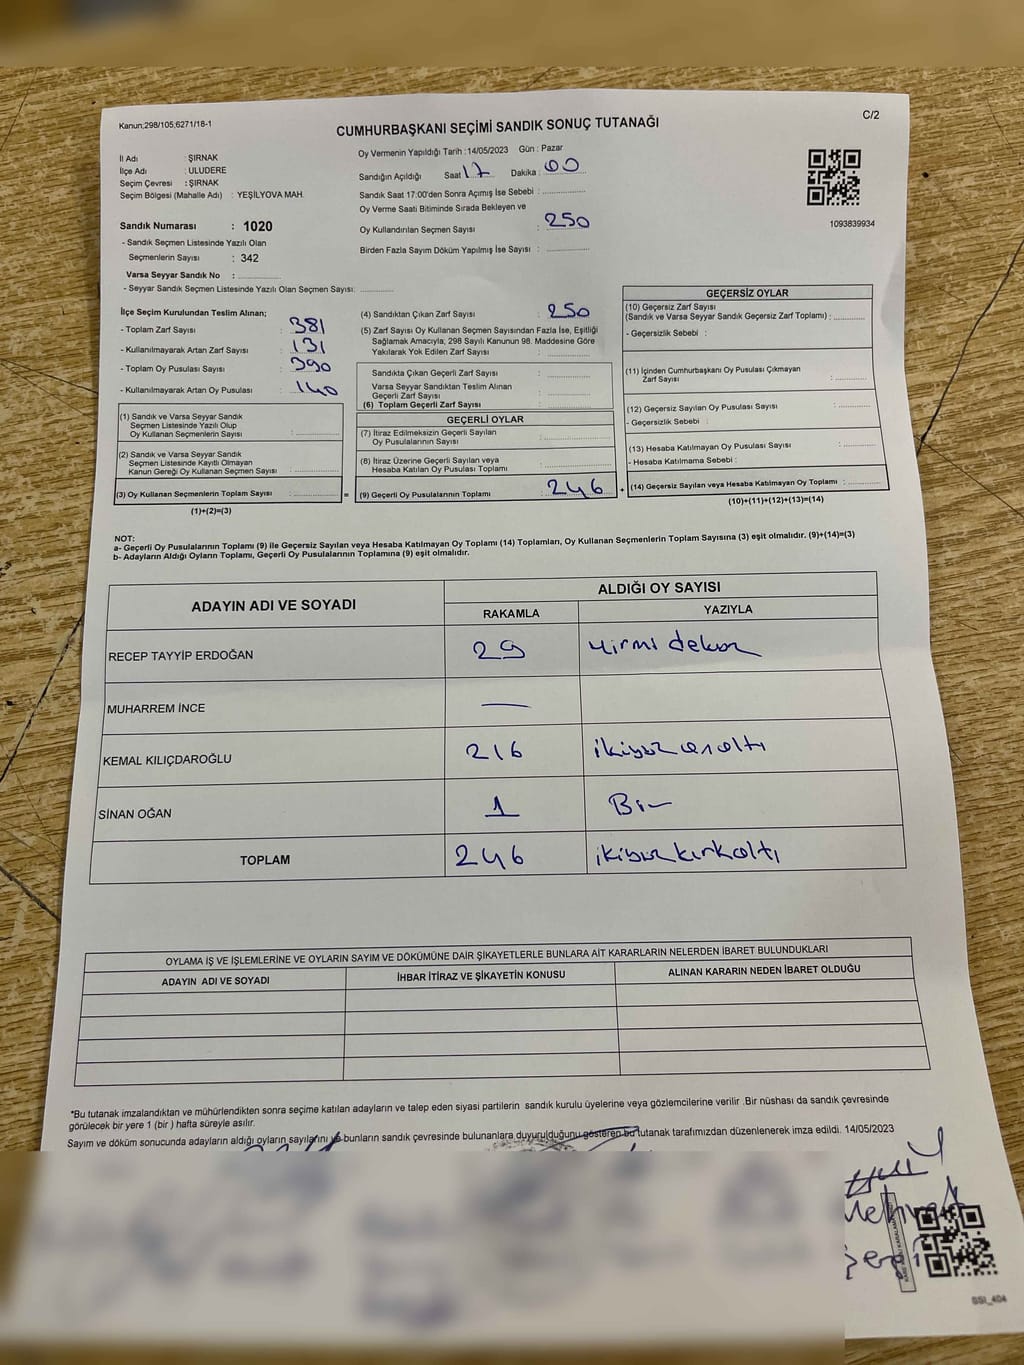 Kanun;298/105;6271/18-1
C/2
CUMHURBAŞKANI SEÇİMİ SANDIK SONUÇ TUTANAĞI
İl Adı : ŞIRNAK
İlçe Adı : ULUDERE
Seçim Çevresi : ŞIRNAK
Seçim Bölgesi (Mahalle Adı) : YEŞİLYOVA MAH.
Sandık Numarası : 1020
- Sandık Seçmen Listesinde Yazılı Olan
Seçmenlerin Sayısı : 342
Varsa Seyyar Sandık No :
- Seyyar Sandık Seçmen Listesinde Yazılı Olan Seçmen Sayısı:
Oy Vermenin Yapıldığı Tarih : 14/05/2023 Gün : Pazar
Sandığın Açıldığı Saat 17 Dakika : 00
Sandık Saat 17:00'den Sonra Açımış İse Sebebi :
Oy Verme Saati Bitiminde Sırada Bekleyen ve
Oy Kullandırılan Seçmen Sayısı : 250
Birden Fazla Sayım Döküm Yapılmış İse Sayısı :
1093839934
İlçe Seçim Kurulundan Teslim Alınan;
- Toplam Zarf Sayısı : 381
- Kullanılmayarak Artan Zarf Sayısı : 131
- Toplam Oy Pusulası Sayısı : 390
- Kullanılmayarak Artan Oy Pusulası : 140
(1) Sandık ve Varsa Seyyar Sandık
Seçmen Listesinde Yazılı Olup
Oy Kullanan Seçmenlerin Sayısı :
(2) Sandık ve Varsa Seyyar Sandık
Seçmen Listesinde Kayıtlı Olmayan
Kanun Gereği Oy Kullanan Seçmen Sayısı :
(3) Oy Kullanan Seçmenlerin Toplam Sayısı :
=
(1)+(2)=(3)
(4) Sandıktan Çıkan Zarf Sayısı : 250
(5) Zarf Sayısı Oy Kullanan Seçmen Sayısından Fazla İse, Eşitliği
Sağlamak Amacıyla, 298 Sayılı Kanunun 98. Maddesine Göre
Yakılarak Yok Edilen Zarf Sayısı :
Sandıkta Çıkan Geçerli Zarf Sayısı :
Varsa Seyyar Sandıktan Teslim Alınan
Geçerli Zarf Sayısı :
(6) Toplam Geçerli Zarf Sayısı :
GEÇERLİ OYLAR
(7) İtiraz Edilmeksizin Geçerli Sayılan
Oy Pusulalarının Sayısı :
(8) İtiraz Üzerine Geçerli Sayılan veya
Hesaba Katılan Oy Pusulası Toplamı :
(9) Geçerli Oy Pusulalarının Toplamı : 246
+
GEÇERSİZ OYLAR
(10) Geçersiz Zarf Sayısı
(Sandık ve Varsa Seyyar Sandık Geçersiz Zarf Toplamı) :
- Geçersizlik Sebebi :
(11) İçinden Cumhurbaşkanı Oy Pusulası Çıkmayan
Zarf Sayısı :
(12) Geçersiz Sayılan Oy Pusulası Sayısı :
- Geçersizlik Sebebi :
(13) Hesaba Katılmayan Oy Pusulası Sayısı :
- Hesaba Katılmama Sebebi :
(14) Geçersiz Sayılan veya Hesaba Katılmayan Oy Toplamı :
(10)+(11)+(12)+(13)=(14)
NOT:
a- Geçerli Oy Pusulalarının Toplamı (9) ile Geçersiz Sayılan veya Hesaba Katılmayan Oy Toplamı (14) Toplamları, Oy Kullanan Seçmenlerin Toplam Sayısına (3) eşit olmalıdır. (9)+(14)=(3)
b- Adayların Aldığı Oyların Toplamı, Geçerli Oy Pusulalarının Toplamına (9) eşit olmalıdır.
ADAYIN ADI VE SOYADI
ALDIĞI OY SAYISI
RAKAMLA YAZIYLA
RECEP TAYYİP ERDOĞAN 29 yirmi dokuz
MUHARREM İNCE —
KEMAL KILIÇDAROĞLU 216 ikiyüz onaltı
SİNAN OĞAN 1 Bir
TOPLAM 246 ikiyüz kırkaltı
OYLAMA İŞ VE İŞLEMLERİNE VE OYLARIN SAYIM VE DÖKÜMÜNE DAİR ŞİKAYETLERLE BUNLARA AİT KARARLARIN NELERDEN İBARET BULUNDUKLARI
ADAYIN ADI VE SOYADI İHBAR İTİRAZ VE ŞİKAYETİN KONUSU ALINAN KARARIN NEDEN İBARET OLDUĞU
*Bu tutanak imzalandıktan ve mühürlendikten sonra seçime katılan adayların ve talep eden siyasi partilerin sandık kurulu üyelerine veya gözlemcilerine verilir .Bir nüshası da sandık çevresinde
görülecek bir yere 1 (bir ) hafta süreyle asılır.
Sayım ve döküm sonucunda adayların aldığı oyların sayılarını ve bunların sandık çevresinde bulunanlara duyurulduğunu gösteren bu tutanak tarafımızdan düzenlenerek imza edildi. 14/05/2023
SSI_404